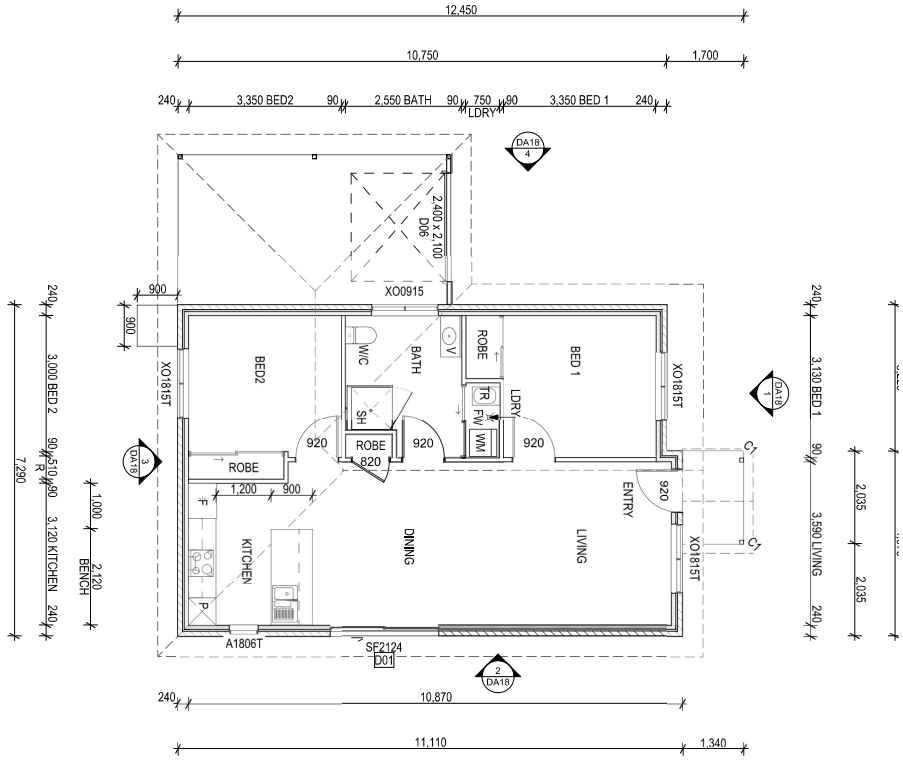 12,450
10,750
1,700
240
3,350 BED2
90
2,550 BATH
90
750
90
3,350 BED 1
240
LDRY
DA18
4
2,400 x 2,100
D06
900
900
XO0915
240
3,000 BED 2
90
510
R
90
3,120 KITCHEN
240
7,290
1,000
2,120
BENCH
XO1815T
DA18
3
BED2
W/C
BATH
V
ROBE
BED 1
XO1815T
DA18
1
SH
TR
FW
WM
LDRY
920
ROBE
820
920
920
920
ROBE
1,200
900
F
P
KITCHEN
DINING
LIVING
ENTRY
C1
C1
XO1815T
240
3,130 BED 1
90
3,590 LIVING
240
2,035
2,035
A1806T
SF2124
D01
2
DA18
240
10,870
11,110
1,340